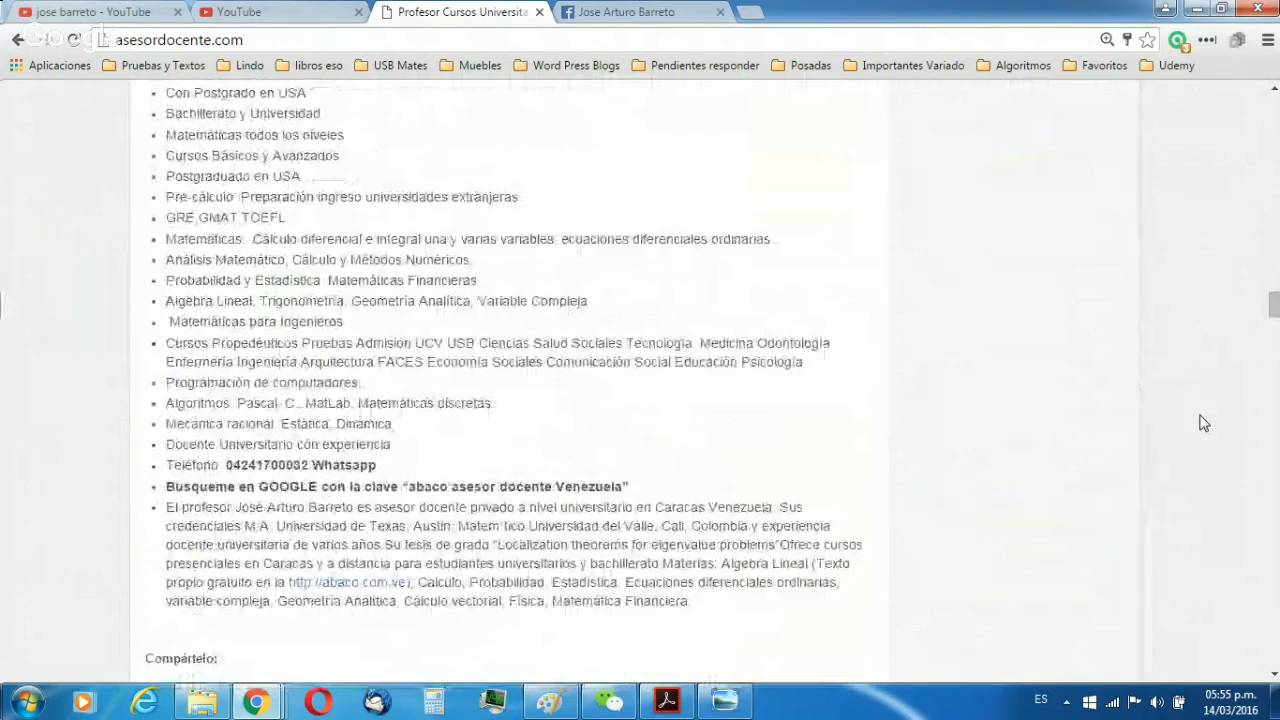 jose barreto - YouTube
YouTube
Profesor Cursos Universita
Jose Arturo Barreto
asesordocente.com
Aplicaciones
Pruebas y Textos
Lindo
libros eso
USB Mates
Muebles
Word Press Blogs
Pendientes responder
Posadas
Importantes Variado
Algoritmos
Favoritos
Udemy
Con Postgrado en USA
Bachillerato y Universidad
Matemáticas todos los niveles
Cursos Básicos y Avanzados
Postgraduado en USA
Pre-cálculo Preparación ingreso universidades extranjeras
GRE GMAT TOEFL
Matemáticas: Cálculo diferencial e integral una y varias variables, ecuaciones diferenciales ordinarias
Análisis Matemático, Cálculo y Métodos Numéricos
Probabilidad y Estadística Matemáticas Financieras
Algebra Lineal, Trigonometría, Geometría Analítica, Variable Compleja
Matemáticas para Ingenieros
Cursos Propedéuticos Pruebas Admisión UCV USB Ciencias Salud Sociales Tecnología Medicina Odontología
Enfermería Ingeniería Arquitectura FACES Economía Sociales Comunicación Social Educación Psicología
Programación de computadores,.
Algoritmos Pascal C, MatLab, Matemáticas discretas.
Mecánica racional Estática Dinámica
Docente Universitario con experiencia
Teléfono Whatsapp
Busqueme en GOOGLE con la clave “abaco asesor docente Venezuela”
El profesor José Arturo Barreto es asesor docente privado a nivel universitario en Caracas Venezuela Sus
credenciales M.A. Universidad de Texas, Austin: Matem tico Universidad del Valle, Cali, Colombia y experiencia
docente universitaria de varios años Su tesis de grado “Localization theorems for eigenvalue problems”Ofrece cursos
presenciales en Caracas y a distancia para estudiantes universitarios y bachillerato Materias: Algebra Lineal (Texto
propio gratuito en la http://abaco.com.ve), Calculo, Probabilidad Estadística, Ecuaciones diferenciales ordinarias,
variable compleja, Geometría Analítica, Cálculo vectorial, Física, Matemática Financiera.
Compártelo:
ES
05:55 p.m.
14/03/2016